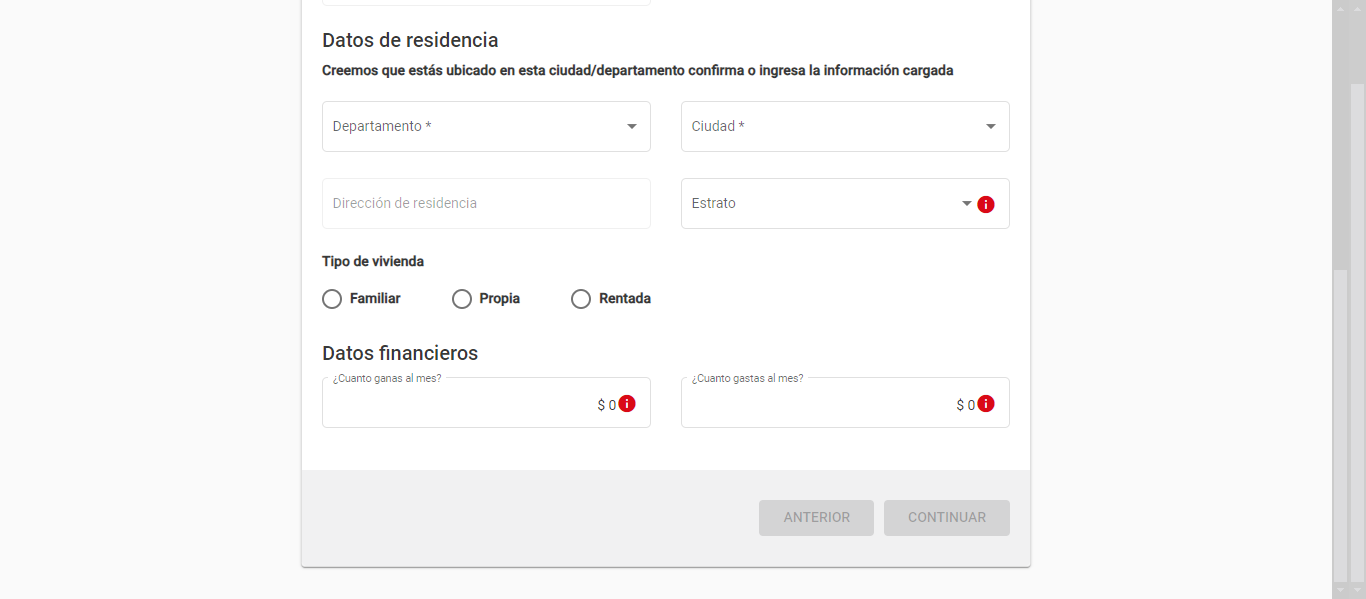 Datos de residencia
Creemos que estás ubicado en esta ciudad/departamento confirma o ingresa la información cargada
Departamento *
Ciudad *
Dirección de residencia
Estrato
Tipo de vivienda
Familiar
Propia
Rentada
Datos financieros
¿Cuanto ganas al mes?
¿Cuanto gastas al mes?
$ 0
$ 0
ANTERIOR
CONTINUAR